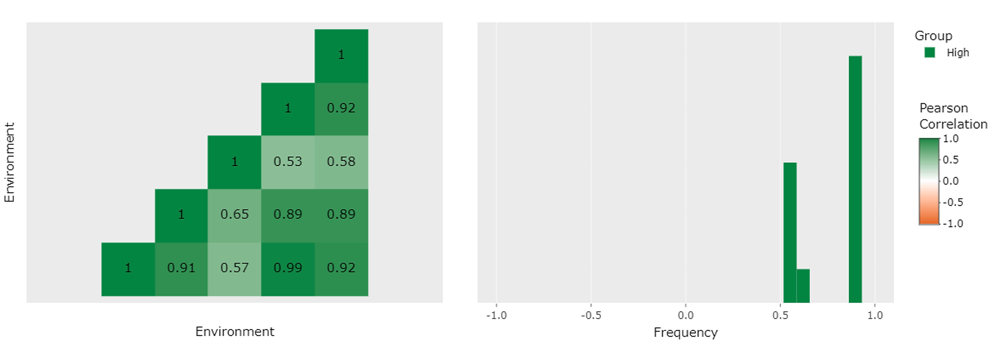 1
1 0.92
1 0.53 0.58
1 0.65 0.89 0.89
1 0.91 0.57 0.99 0.92
Environment
Environment
-1.0 -0.5 0.0 0.5 1.0
Frequency
Group
High
Pearson
Correlation
1.0
0.5
0.0
-0.5
-1.0